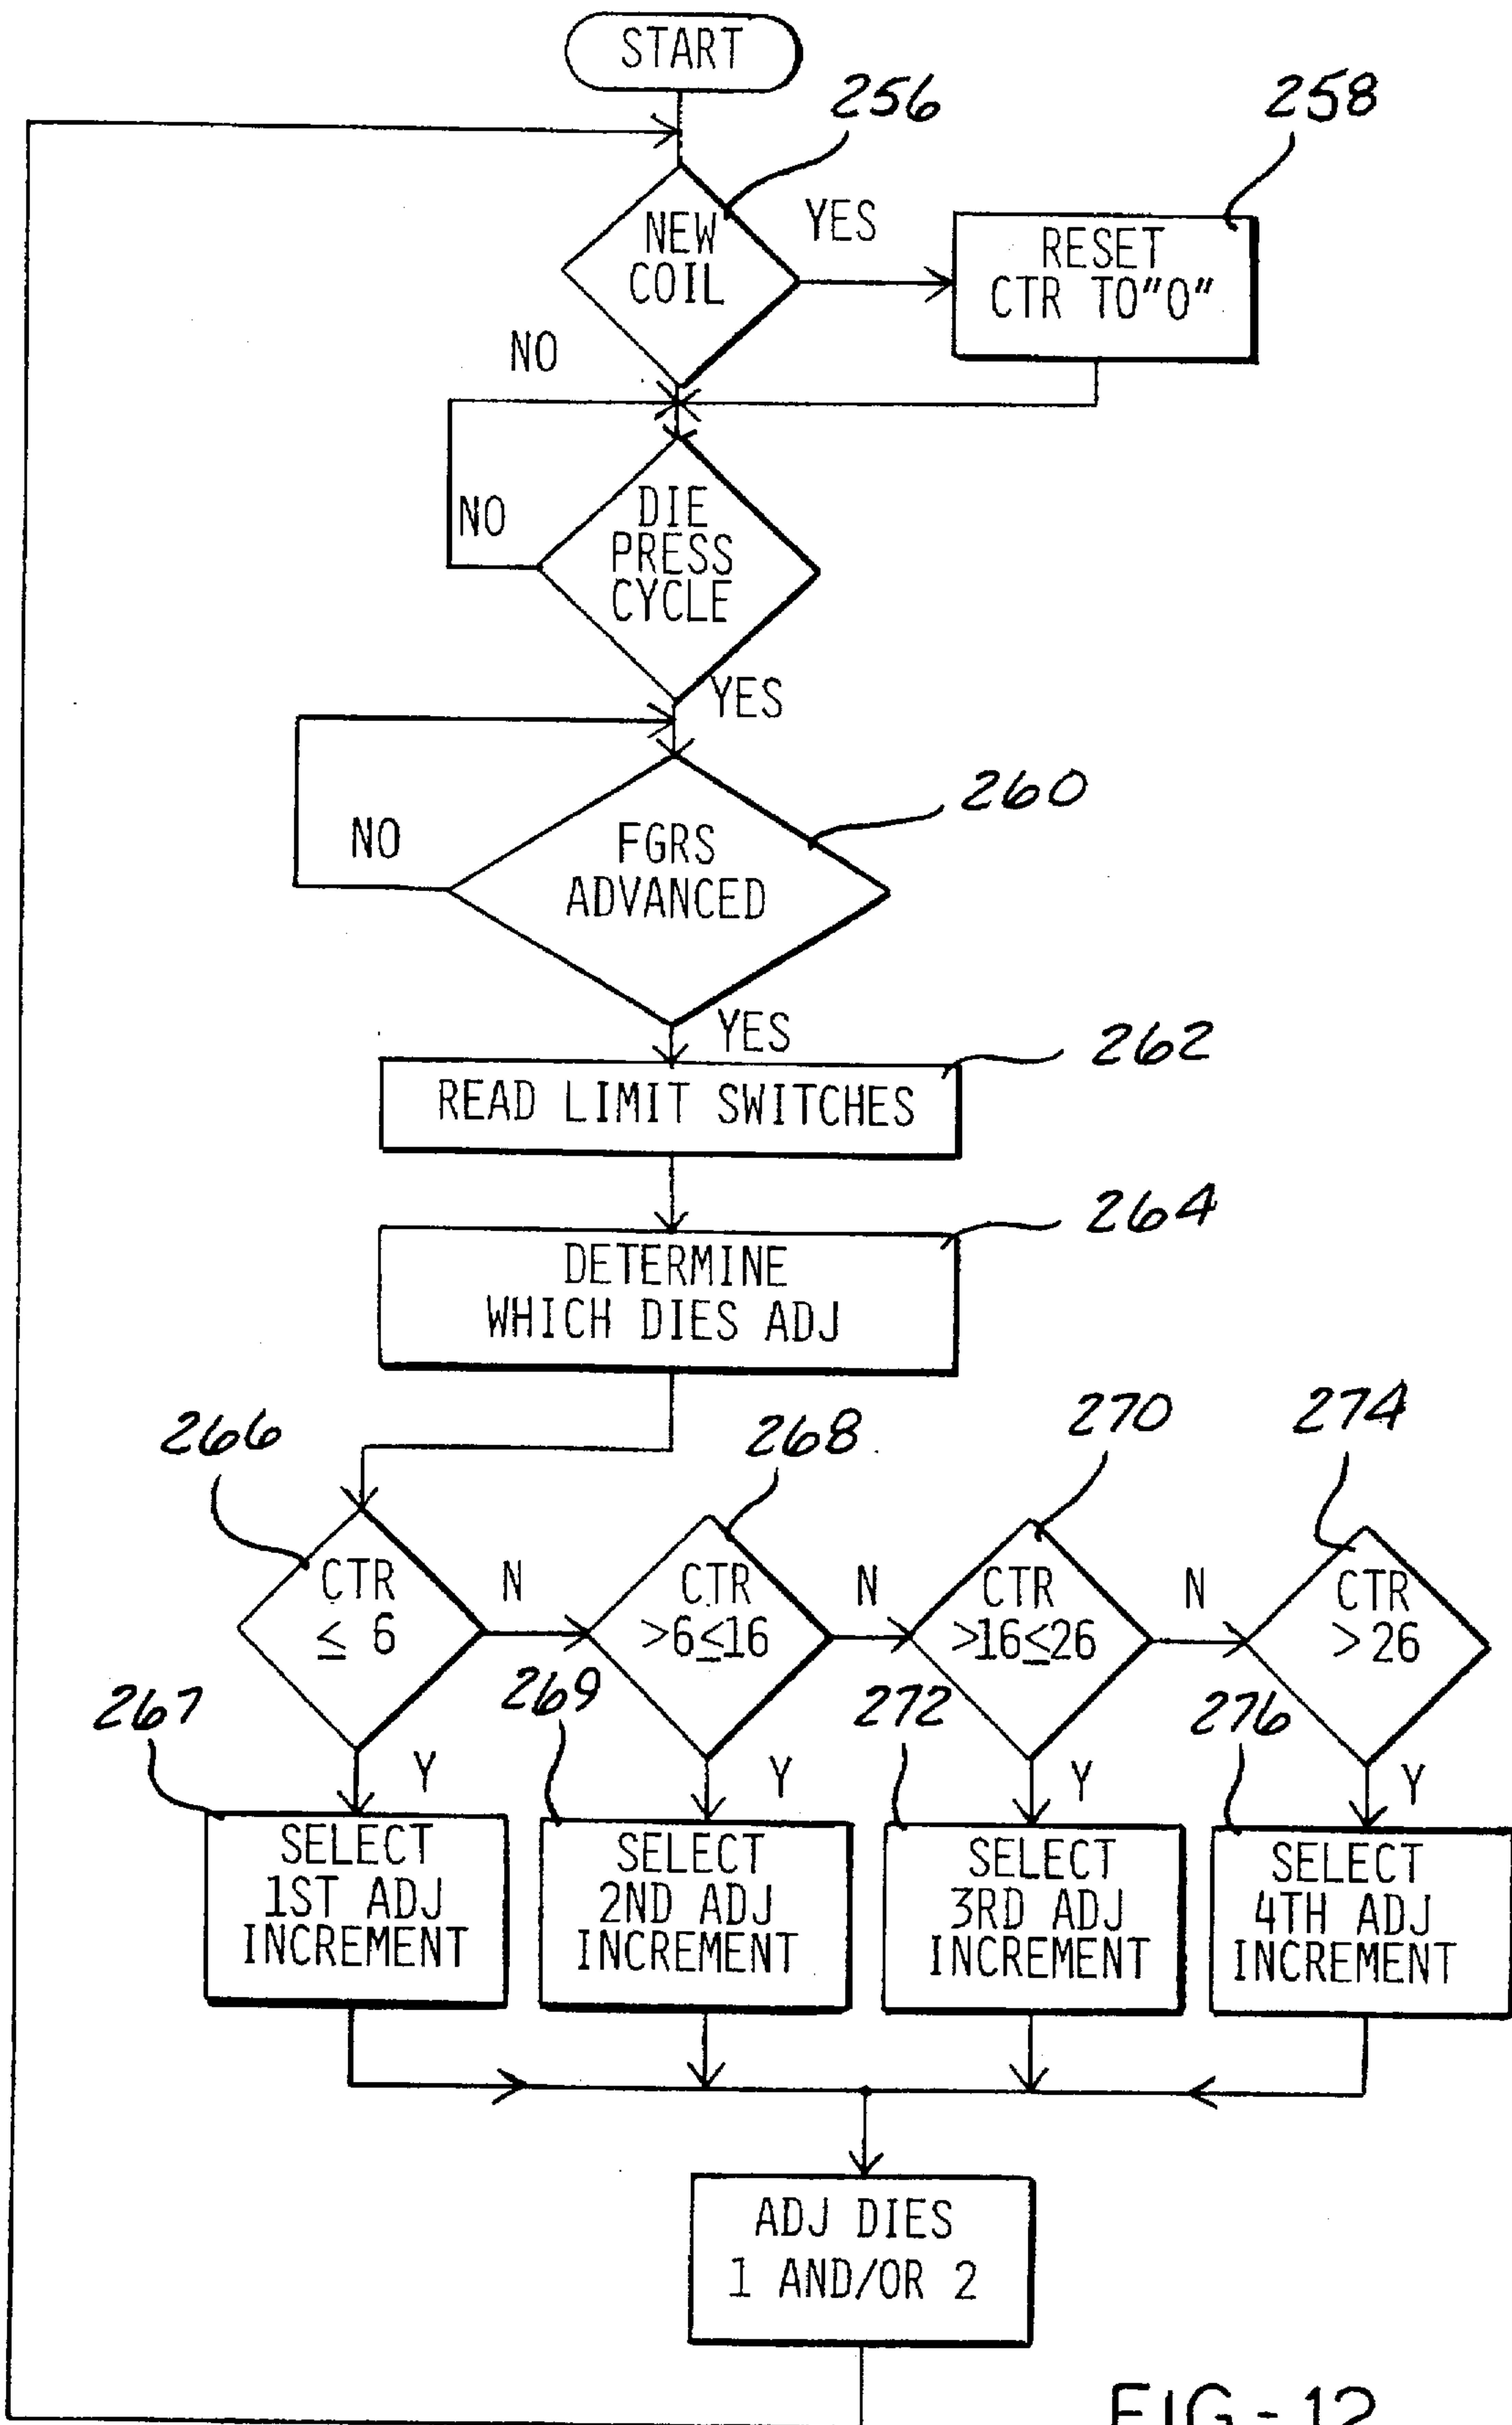 START
256
258
NEW
COIL
YES
RESET
CTR TO "0"
NO
NO
DIE
PRESS
CYCLE
YES
260
NO
FGRS
ADVANCED
YES
262
READ LIMIT SWITCHES
264
DETERMINE
WHICH DIES ADJ
266
268
270
274
CTR
≤ 6
N
CTR
>6≤16
N
CTR
>16≤26
N
CTR
>26
267
269
272
276
Y
Y
Y
Y
SELECT
1ST ADJ
INCREMENT
SELECT
2ND ADJ
INCREMENT
SELECT
3RD ADJ
INCREMENT
SELECT
4TH ADJ
INCREMENT
ADJ DIES
1 AND/OR 2
FIG-12